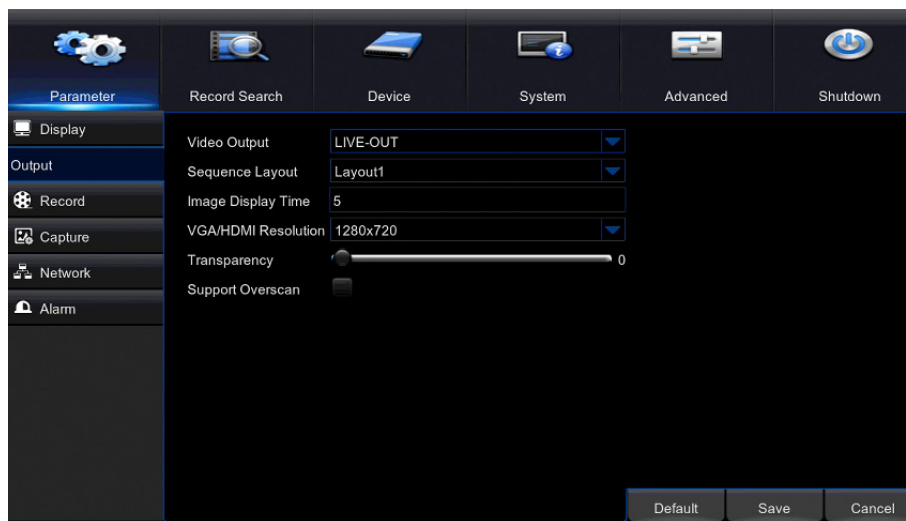 Parameter Record Search Device System Advanced Shutdown
Display
Output
Record
Capture
Network
Alarm
Video Output LIVE-OUT
Sequence Layout Layout1
Image Display Time 5
VGA/HDMI Resolution 1280x720
Transparency 0
Support Overscan
Default Save Cancel